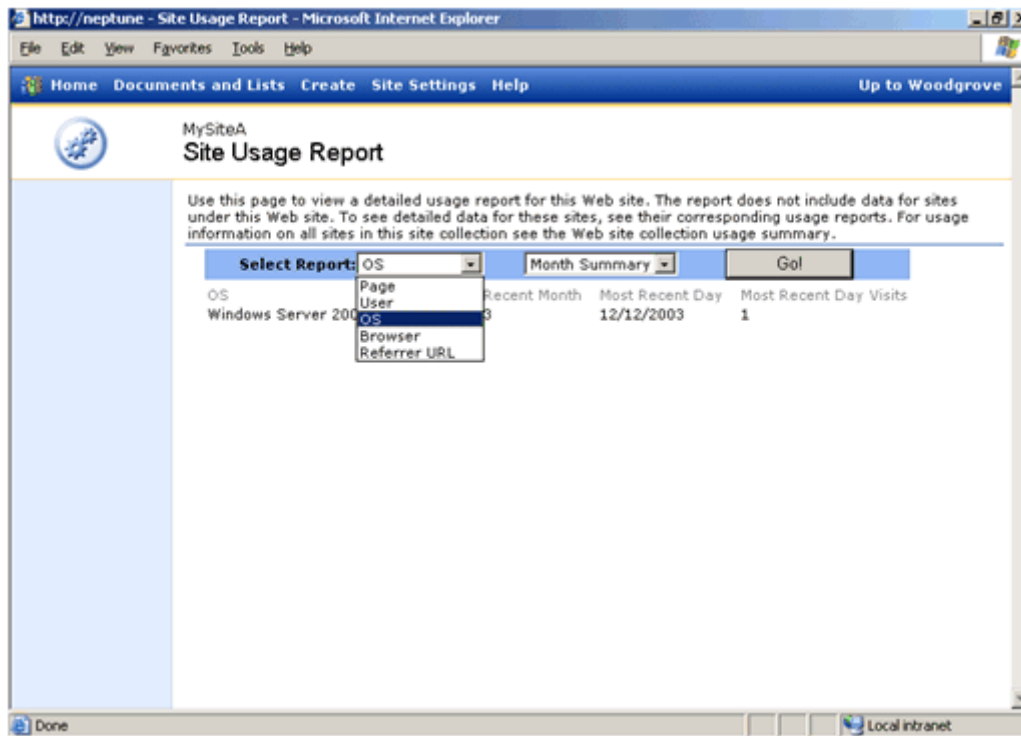 http://neptune - Site Usage Report - Microsoft Internet Explorer
File Edit View Favorites Tools Help
Home Documents and Lists Create Site Settings Help Up to Woodgrove
MySiteA
Site Usage Report
Use this page to view a detailed usage report for this Web site. The report does not include data for sites
under this Web site. To see detailed data for these sites, see their corresponding usage reports. For usage
information on all sites in this site collection see the Web site collection usage summary.
Select Report: OS Month Summary Go!
OS Recent Month Most Recent Day Most Recent Day Visits
Windows Server 200 3 12/12/2003 1
Page
User
OS
Browser
Referrer URL
Done Local intranet